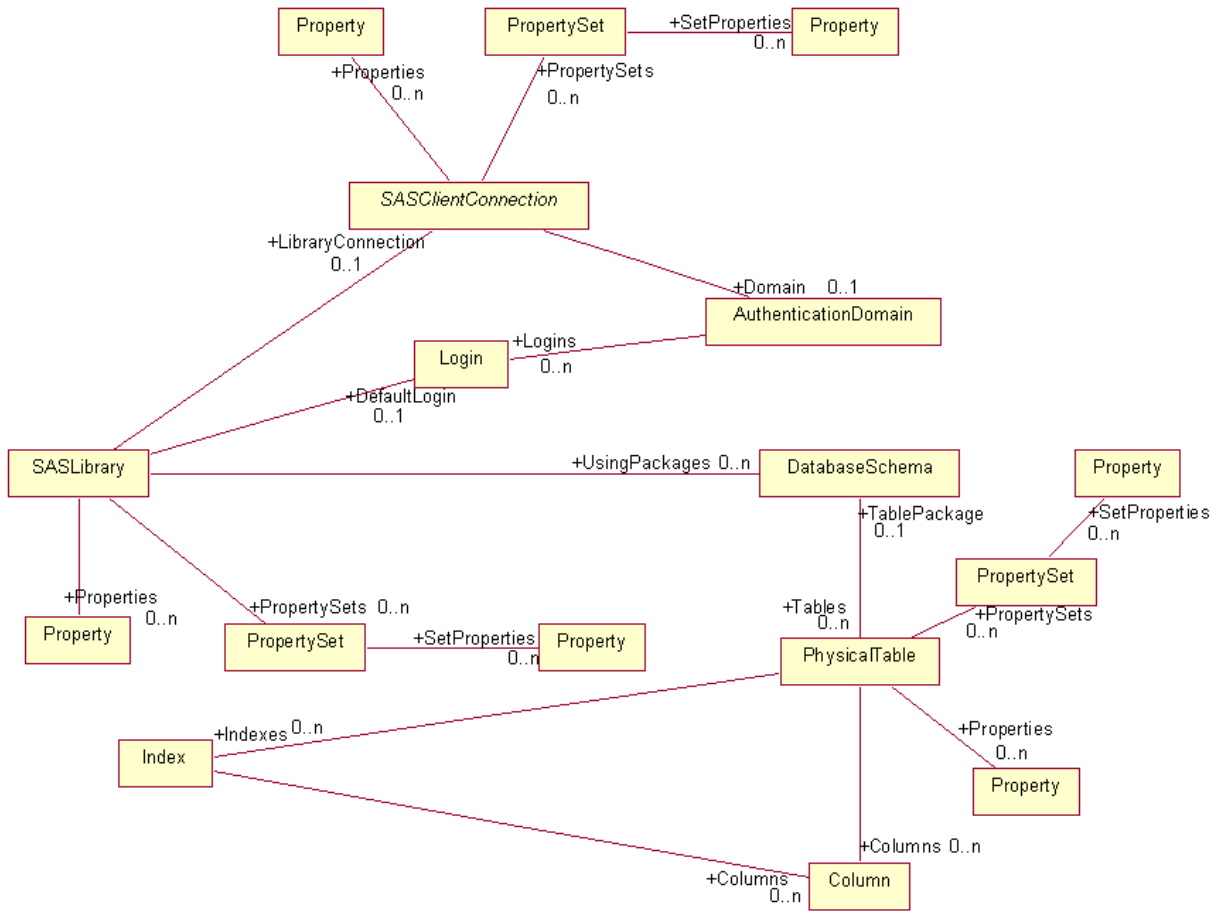 Property
PropertySet
+SetProperties
0..n
Property
+Properties
0..n
+PropertySets
0..n
SASClientConnection
+LibraryConnection
0..1
+Domain 0..1
AuthenticationDomain
Login
+Logins
0..n
+DefaultLogin
0..1
SASLibrary
+UsingPackages 0..n
DatabaseSchema
Property
+TablePackage
0..1
+SetProperties
0..n
PropertySet
+PropertySets
0..n
+Properties
0..n
Property
+PropertySets 0..n
PropertySet
+SetProperties
0..n
Property
+Tables
0..n
PhysicalTable
+Indexes 0..n
Index
+Properties
0..n
Property
+Columns 0..n
+Columns
0..n
Column